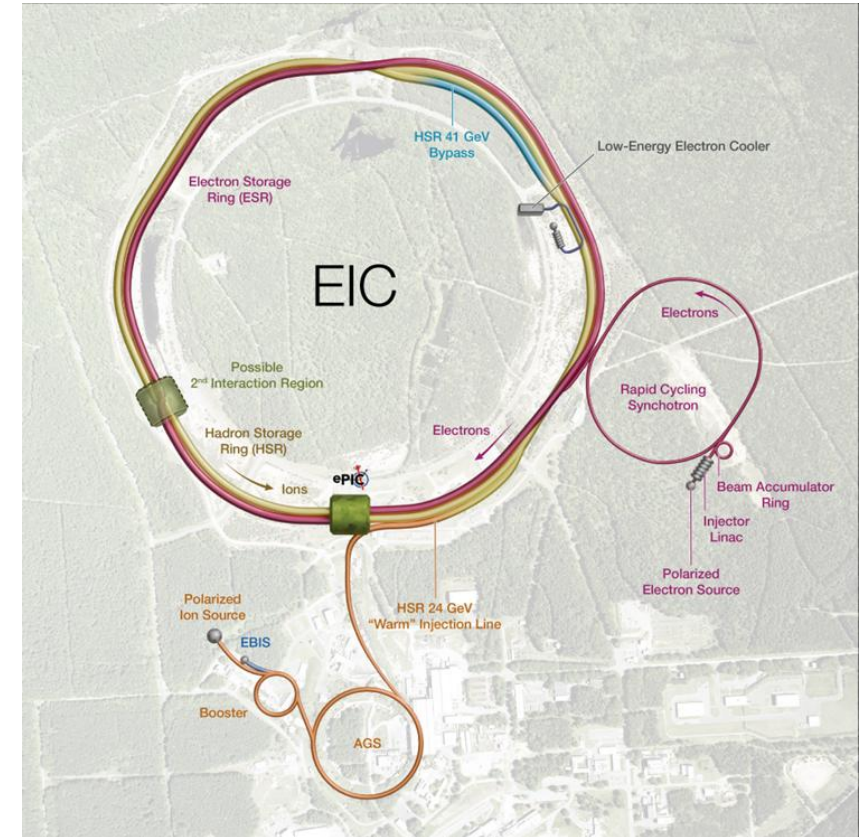 HSR 41 GeV
Bypass
Low-Energy Electron Cooler
Electron Storage
Ring (ESR)
EIC
Electrons
Possible
2nd Interaction Region
Rapid Cycling
Synchotron
Hadron Storage
Ring (HSR)
Electrons
Ions
ePIC
Beam Accumulator
Ring
Injector
Linac
Polarized
Electron Source
Polarized
Ion Source
HSR 24 GeV
"Warm" Injection Line
EBIS
Booster
AGS